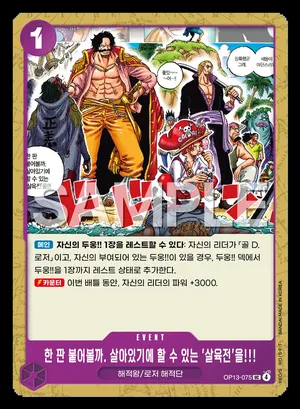 1
SAMPLE
메인 자신의 두웅!! 1장을 레스트할 수 있다: 자신의 리더가 「골 D.
로저」이고, 자신의 부여되어 있는 두웅!!이 있을 경우, 두웅!! 덱에서
두웅!!을 1장까지 레스트 상태로 추가한다.
카운터 이번 배틀 동안, 자신의 리더의 파워 +3000.
EVENT
한 판 붙어볼까. 살아있기에 할 수 있는 '살육전'을!!!
해적왕/로저 해적단
OP13-075